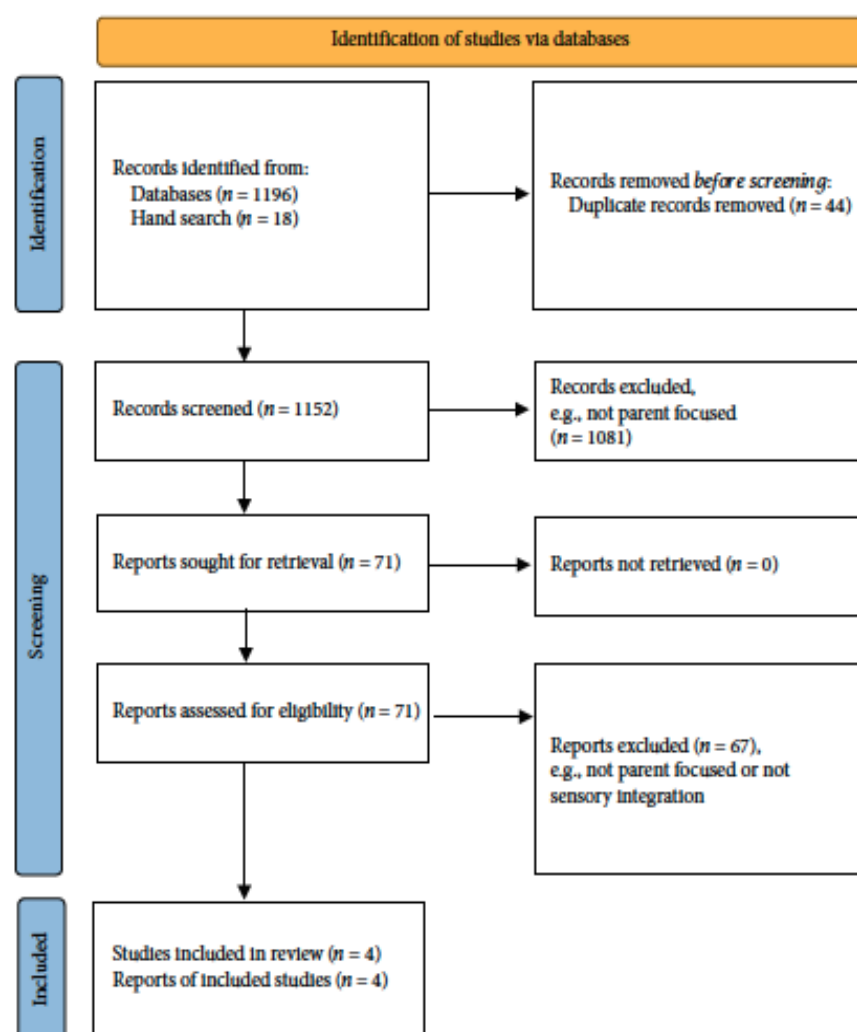 Identification of studies via databases
Identification
Records identified from:
Databases (n = 1196)
Hand search (n = 18)
Records removed before screening:
Duplicate records removed (n = 44)
Screening
Records screened (n = 1152)
Records excluded,
e.g., not parent focused
(n = 1081)
Reports sought for retrieval (n = 71)
Reports not retrieved (n = 0)
Reports assessed for eligibility (n = 71)
Reports excluded (n = 67),
e.g., not parent focused or not
sensory integration
Included
Studies included in review (n = 4)
Reports of included studies (n = 4)